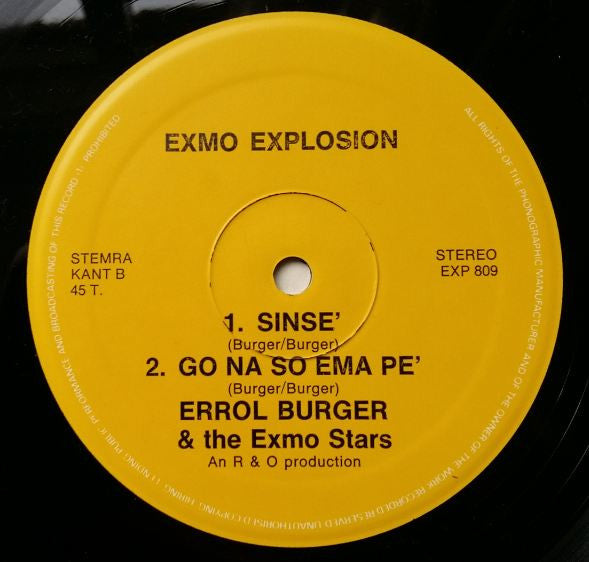 EXMO EXPLOSION
STEMRA
KANT B
45 T.
STEREO
EXP 809
1. SINSE'
(Burger/Burger)
2. GO NA SO EMA PE'
(Burger/Burger)
ERROL BURGER
& the Exmo Stars
An R & O production
ALL RIGHTS OF THE PHONOGRAPHIC MANUFACTURER AND OF THE OWNER OF THE WORK RECORDED RESERVED UNAUTHORISED COPYING HIRING LENDING PUBLIC PERFORMANCE AND BROADCASTING OF THIS RECORD PROHIBITED